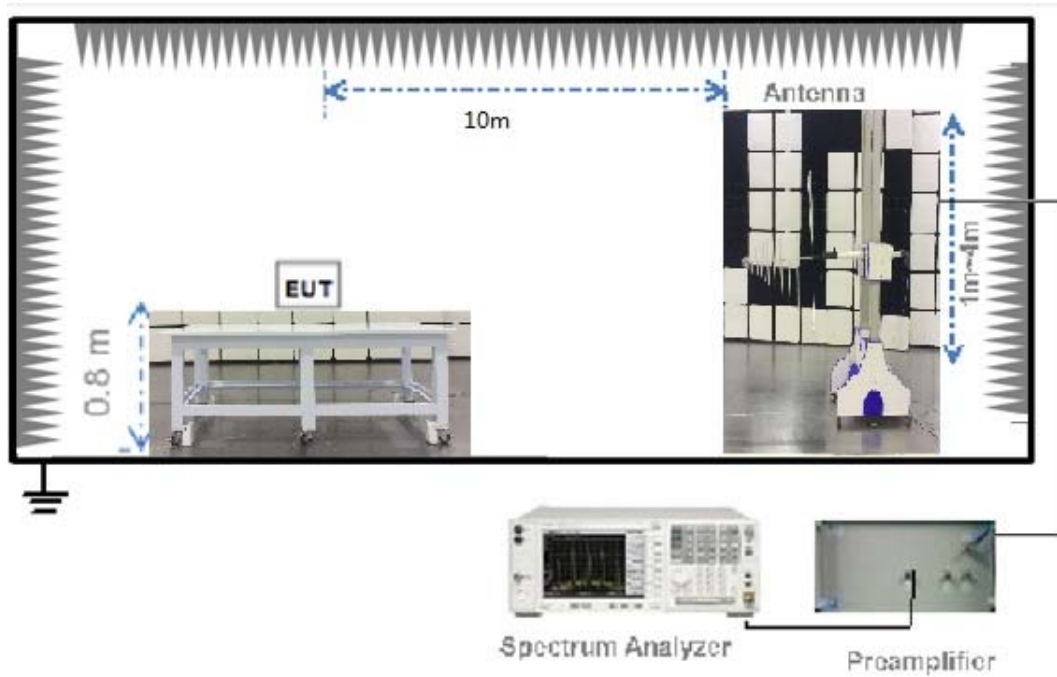 Antenna
10m
1m~4m
EUT
0.8 m
Spectrum Analyzer
Preamplifier